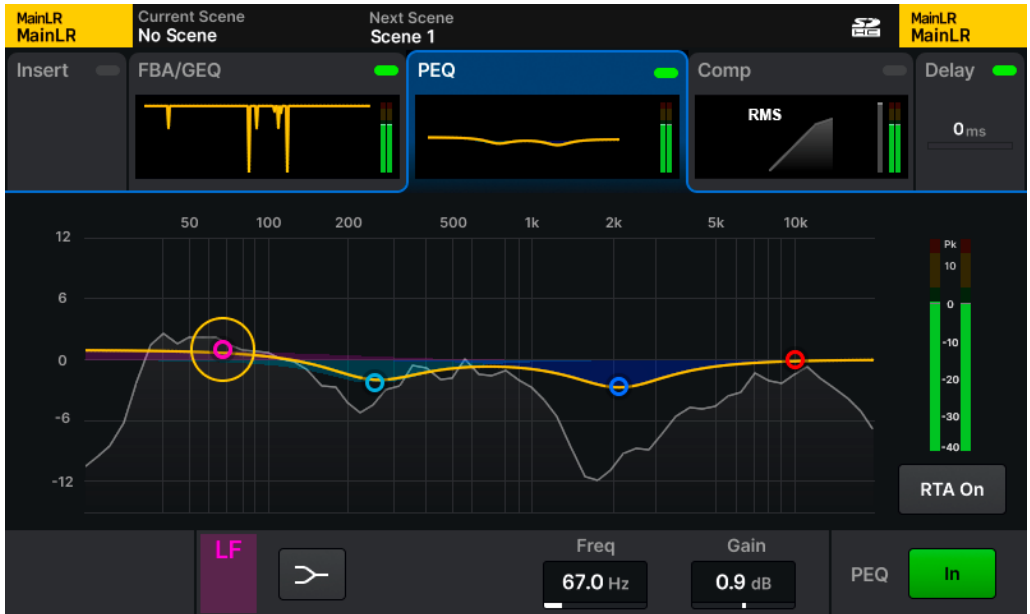 MainLR
MainLR
Current Scene
No Scene
Next Scene
Scene 1
MainLR
MainLR
Insert
FBA/GEQ
PEQ
Comp
RMS
Delay
0 ms
50 100 200 500 1k 2k 5k 10k
12
6
0
-6
-12
Pk
10
0
-10
-20
-30
-40
RTA On
LF
Freq
67.0 Hz
Gain
0.9 dB
PEQ
In